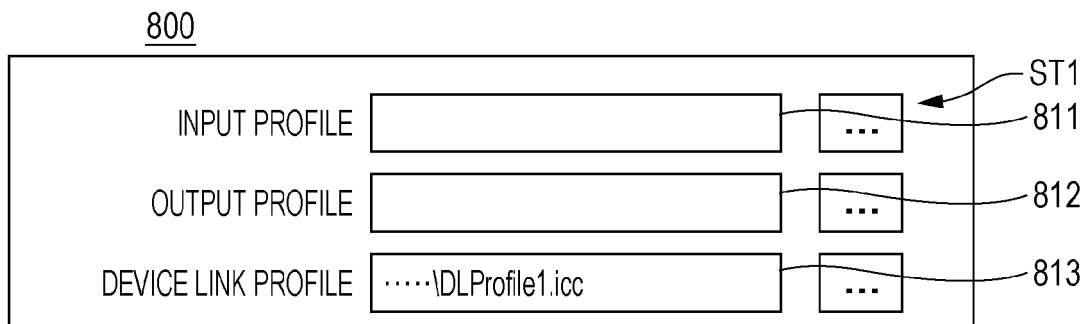 800
ST1
INPUT PROFILE ... 811
OUTPUT PROFILE ... 812
DEVICE LINK PROFILE ·····\DLProfile1.icc ... 813